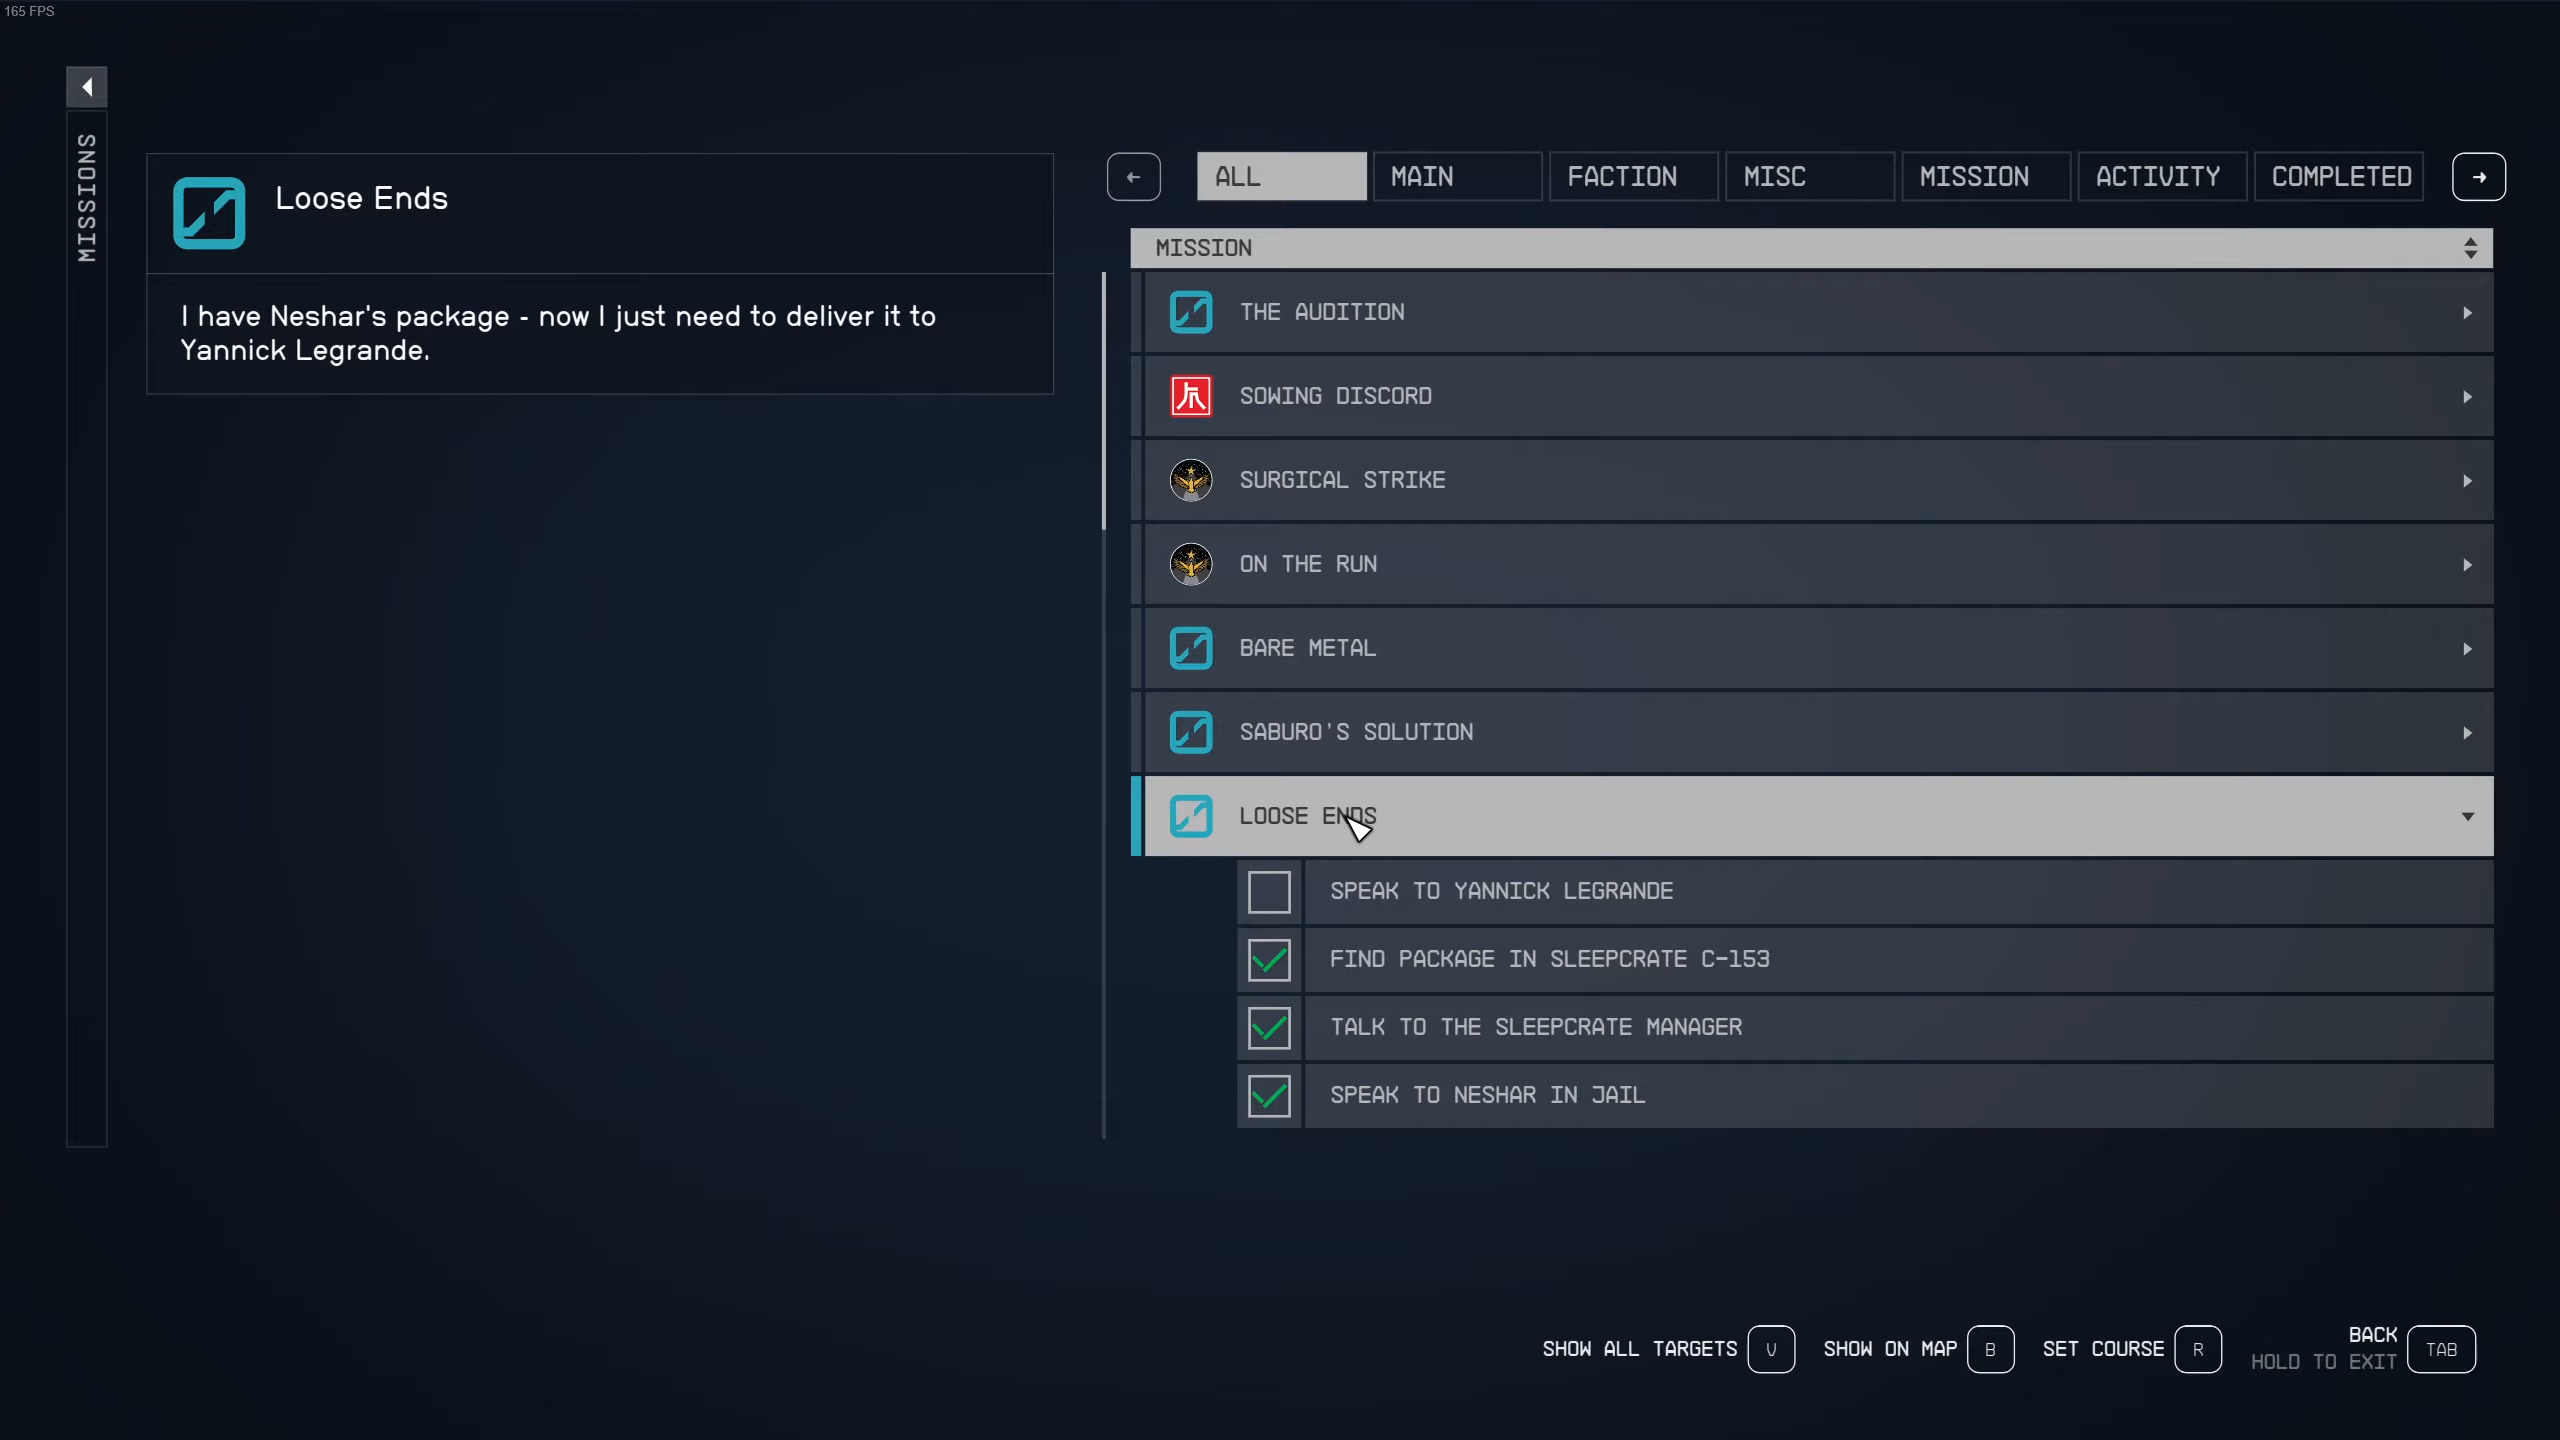 165 FPS
MISSIONS
Loose Ends
I have Neshar's package - now I just need to deliver it to
Yannick Legrande.
ALL
MAIN
FACTION
MISC
MISSION
ACTIVITY
COMPLETED
MISSION
THE AUDITION
SOWING DISCORD
SURGICAL STRIKE
ON THE RUN
BARE METAL
SABURO'S SOLUTION
LOOSE ENDS
SPEAK TO YANNICK LEGRANDE
FIND PACKAGE IN SLEEPCRATE C-153
TALK TO THE SLEEPCRATE MANAGER
SPEAK TO NESHAR IN JAIL
SHOW ALL TARGETS V
SHOW ON MAP B
SET COURSE R
BACK
HOLD TO EXIT
TAB